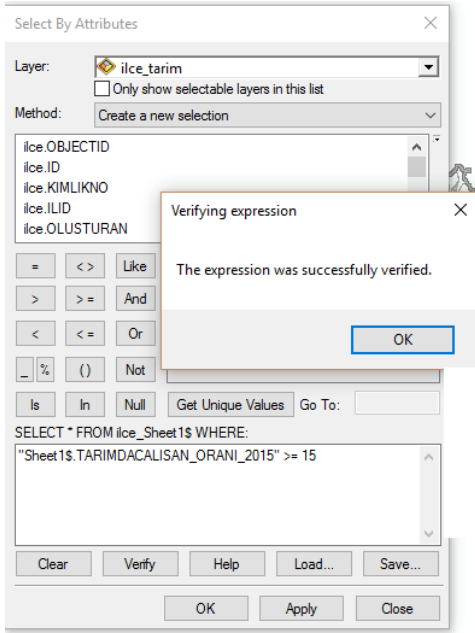 Select By Attributes
Layer:
ilce_tarim
Only show selectable layers in this list
Method:
Create a new selection
ilce.OBJECTID
ilce.ID
ilce.KIMLIKNO
ilce.ILID
ilce.OLUSTURAN
Verifying expression
The expression was successfully verified.
OK
= < > Like
> > = And
< < = Or
_ % () Not
Is In Null Get Unique Values Go To:
SELECT * FROM ilce_Sheet1$ WHERE:
"Sheet1$.TARIMDACALISAN_ORANI_2015" >= 15
Clear Verify Help Load... Save...
OK Apply Close